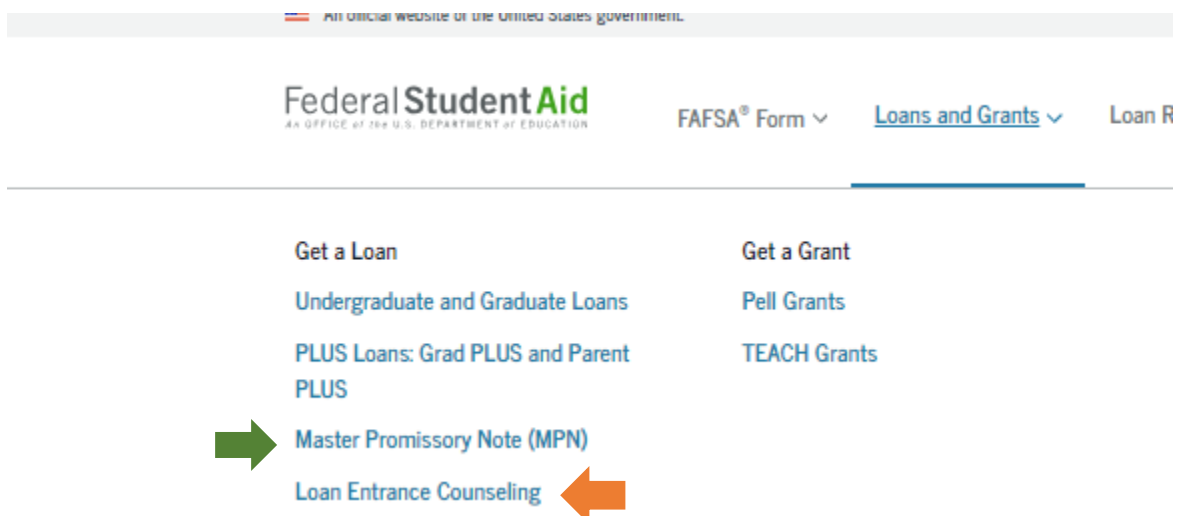 An official website of the United States government.
Federal Student Aid
An OFFICE of the U.S. DEPARTMENT of EDUCATION
FAFSA® Form
Loans and Grants
Loan R
Get a Loan
Get a Grant
Undergraduate and Graduate Loans
Pell Grants
PLUS Loans: Grad PLUS and Parent
PLUS
TEACH Grants
Master Promissory Note (MPN)
Loan Entrance Counseling